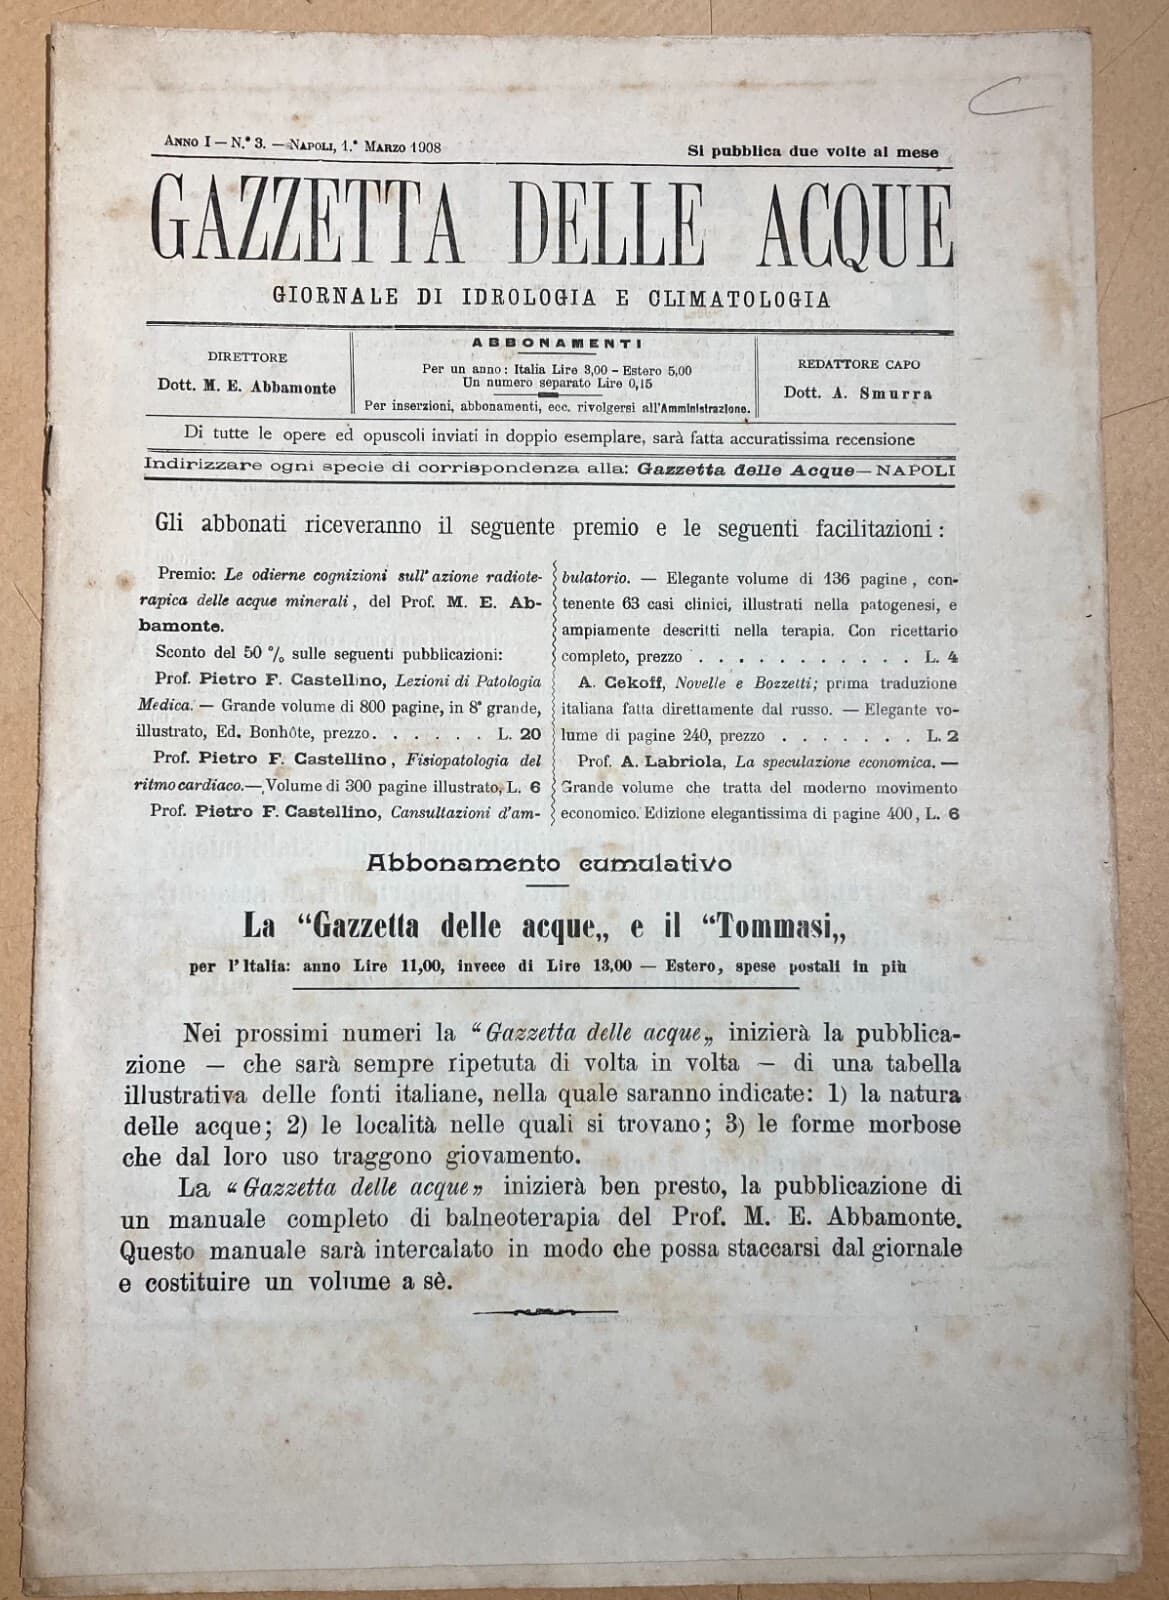 Anno I — N.° 3. — Napoli, 1.° Marzo 1908
Si pubblica due volte al mese
GAZZETTA DELLE ACQUE
GIORNALE DI IDROLOGIA E CLIMATOLOGIA
DIRETTORE
Dott. M. E. Abbamonte
ABBONAMENTI
Per un anno: Italia Lire 3,00 – Estero 5,00
Un numero separato Lire 0,15
Per inserzioni, abbonamenti, ecc. rivolgersi all'Amministrazione.
REDATTORE CAPO
Dott. A. Smurra
Di tutte le opere ed opuscoli inviati in doppio esemplare, sarà fatta accuratissima recensione
Indirizzare ogni specie di corrispondenza alla: Gazzetta delle Acque — NAPOLI
Gli abbonati riceveranno il seguente premio e le seguenti facilitazioni:
Premio: Le odierne cognizioni sull'azione radiote-
rapica delle acque minerali, del Prof. M. E. Ab-
bamonte.
Sconto del 50 % sulle seguenti pubblicazioni:
Prof. Pietro F. Castellino, Lezioni di Patologia
Medica. — Grande volume di 800 pagine, in 8° grande,
illustrato, Ed. Bonhôte, prezzo. . . . . . L. 20
Prof. Pietro F. Castellino, Fisiopatologia del
ritmo cardiaco. — Volume di 300 pagine illustrato, L. 6
Prof. Pietro F. Castellino, Cansultazioni d'am-
bulatorio. — Elegante volume di 136 pagine, con-
tenente 63 casi clinici, illustrati nella patogenesi, e
ampiamente descritti nella terapia. Con ricettario
completo, prezzo . . . . . . . . . . . L. 4
A. Cekoff, Novelle e Bozzetti; prima traduzione
italiana fatta direttamente dal russo. — Elegante vo-
lume di pagine 240, prezzo . . . . . . . L. 2
Prof. A. Labriola, La speculazione economica. —
Grande volume che tratta del moderno movimento
economico. Edizione elegantissima di pagine 400, L. 6
Abbonamento cumulativo
La “Gazzetta delle acque„ e il “Tommasi„
per l'Italia: anno Lire 11,00, invece di Lire 13,00 — Estero, spese postali in più
Nei prossimi numeri la “Gazzetta delle acque„ inizierà la pubblica-
zione — che sarà sempre ripetuta di volta in volta — di una tabella
illustrativa delle fonti italiane, nella quale saranno indicate: 1) la natura
delle acque; 2) le località nelle quali si trovano; 3) le forme morbose
che dal loro uso traggono giovamento.
La “Gazzetta delle acque„ inizierà ben presto, la pubblicazione di
un manuale completo di balneoterapia del Prof. M. E. Abbamonte.
Questo manuale sarà intercalato in modo che possa staccarsi dal giornale
e costituire un volume a sè.